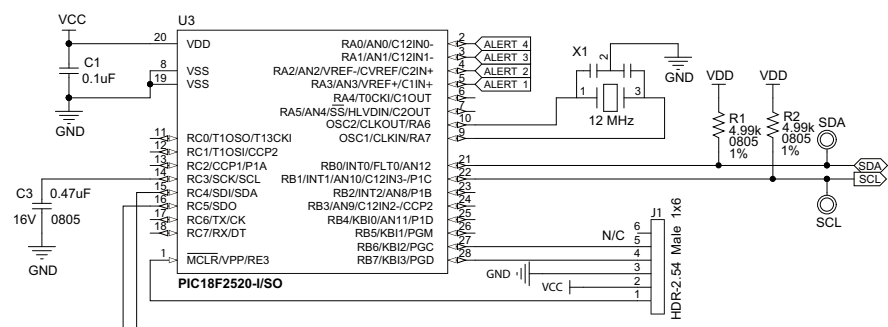 U3
VCC
20
VDD
C1
0.1uF
8
VSS
19
VSS
GND
11
RC0/T1OSO/T13CKI
12
RC1/T1OSI/CCP2
13
RC2/CCP1/P1A
14
RC3/SCK/SCL
15
RC4/SDI/SDA
16
RC5/SDO
17
RC6/TX/CK
18
RC7/RX/DT
1
MCLR/VPP/RE3
C3
0.47uF
16V
0805
GND
PIC18F2520-I/SO
RA0/AN0/C12IN0-
2
ALERT 4
RA1/AN1/C12IN1-
3
ALERT 3
RA2/AN2/VREF-/CVREF/C2IN+
4
ALERT 2
RA3/AN3/VREF+/C1IN+
5
ALERT 1
RA4/T0CKI/C1OUT
6
RA5/AN4/SS/HLVDIN/C2OUT
7
OSC2/CLKOUT/RA6
10
OSC1/CLKIN/RA7
9
RB0/INT0/FLT0/AN12
21
RB1/INT1/AN10/C12IN3-/P1C
22
RB2/INT2/AN8/P1B
23
RB3/AN9/C12IN2-/CCP2
24
RB4/KBI0/AN11/P1D
25
RB5/KBI1/PGM
26
RB6/KBI2/PGC
27
RB7/KBI3/PGD
28
X1
2
1
3
12 MHz
GND
VDD
VDD
R1
4.99k
0805
1%
R2
4.99k
0805
1%
SDA
SDA
SCL
SCL
J1
N/C
6
5
4
GND
3
VCC
2
1
HDR-2.54 Male 1x6